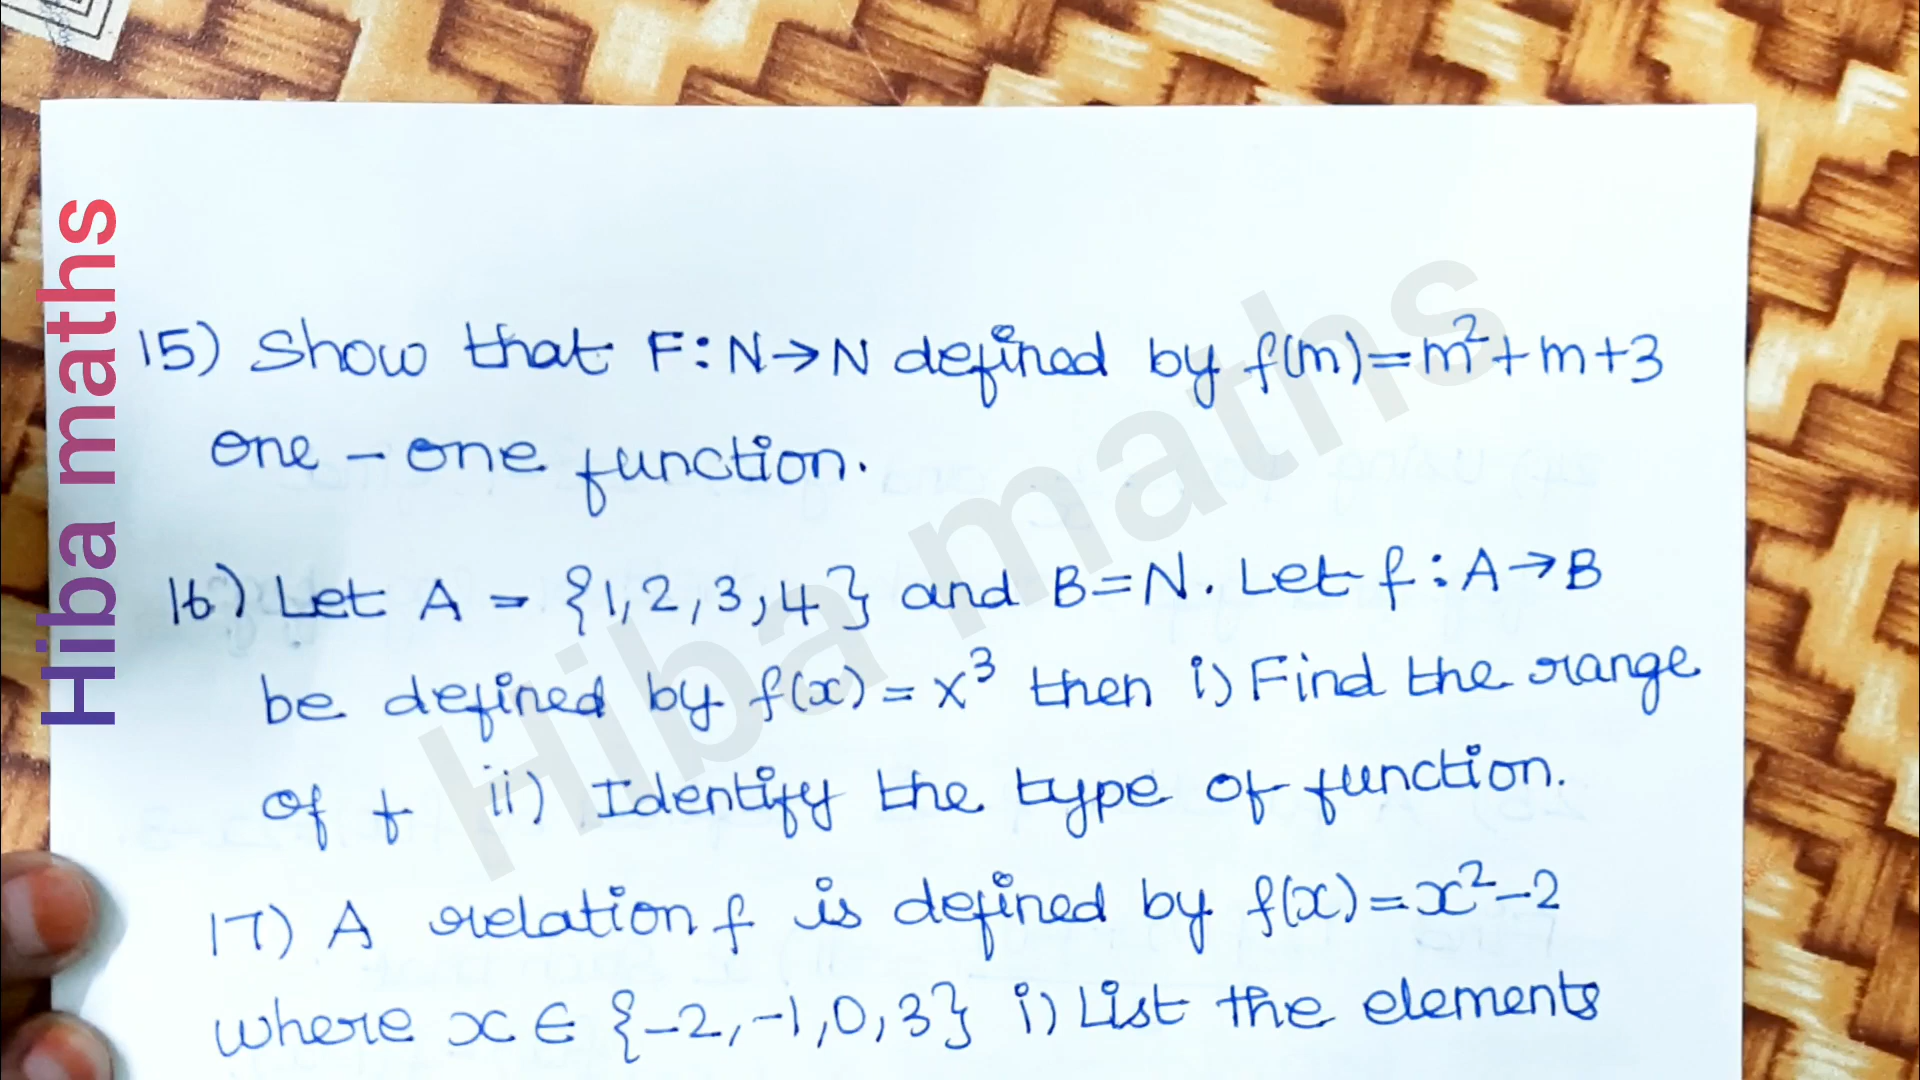 Hiba maths
Hiba maths
15) Show that F:N→N defined by f(m)=m²+m+3
one-one function.
16) Let A = {1,2,3,4} and B=N. Let f:A→B
be defined by f(x)=x³ then i) Find the range
of f ii) Identify the type of function.
17) A relation f is defined by f(x)=x²-2
where x∈ {-2,-1,0,3} i) List the elements